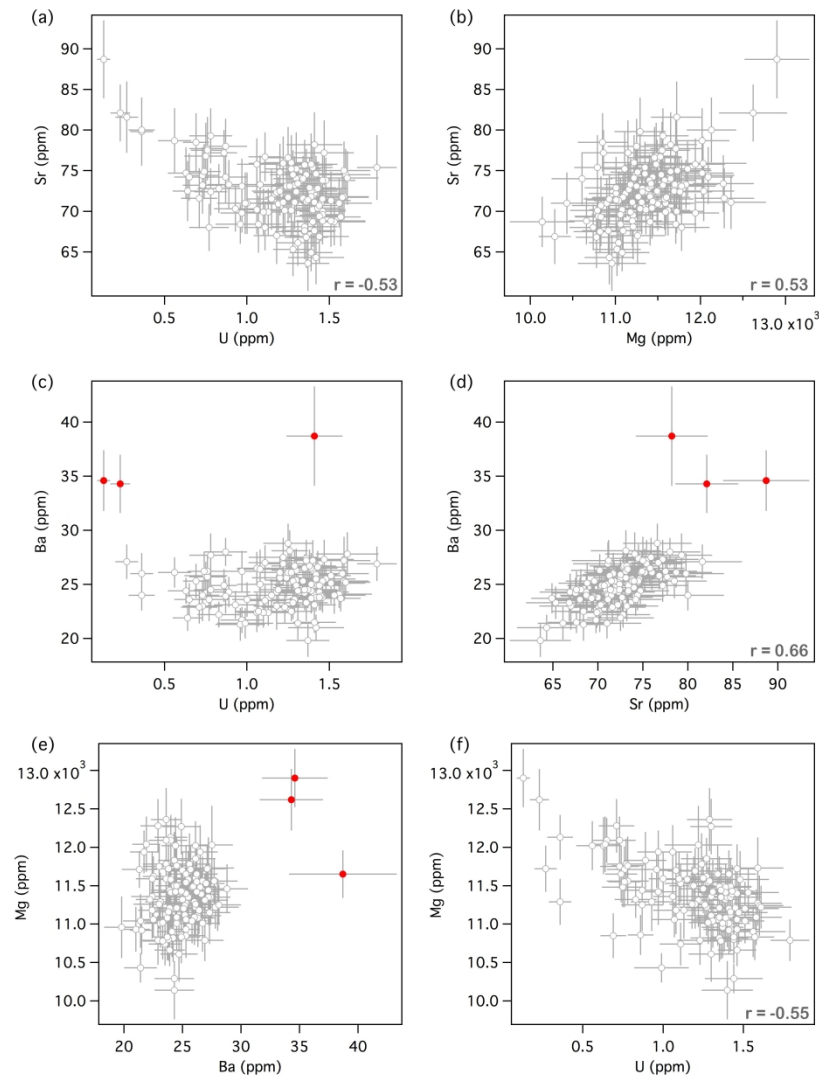 (a)
90
85
80
75
70
65
Sr (ppm)
0.5
1.0
1.5
U (ppm)
r = -0.53
(b)
90
85
80
75
70
65
Sr (ppm)
10.0
11.0
12.0
13.0 x10³
Mg (ppm)
r = 0.53
(c)
40
35
30
25
20
Ba (ppm)
0.5
1.0
1.5
U (ppm)
(d)
40
35
30
25
20
Ba (ppm)
65
70
75
80
85
90
Sr (ppm)
r = 0.66
(e)
13.0 x10³
12.5
12.0
11.5
11.0
10.5
10.0
Mg (ppm)
20
25
30
35
40
Ba (ppm)
(f)
13.0 x10³
12.5
12.0
11.5
11.0
10.5
10.0
Mg (ppm)
0.5
1.0
1.5
U (ppm)
r = -0.55